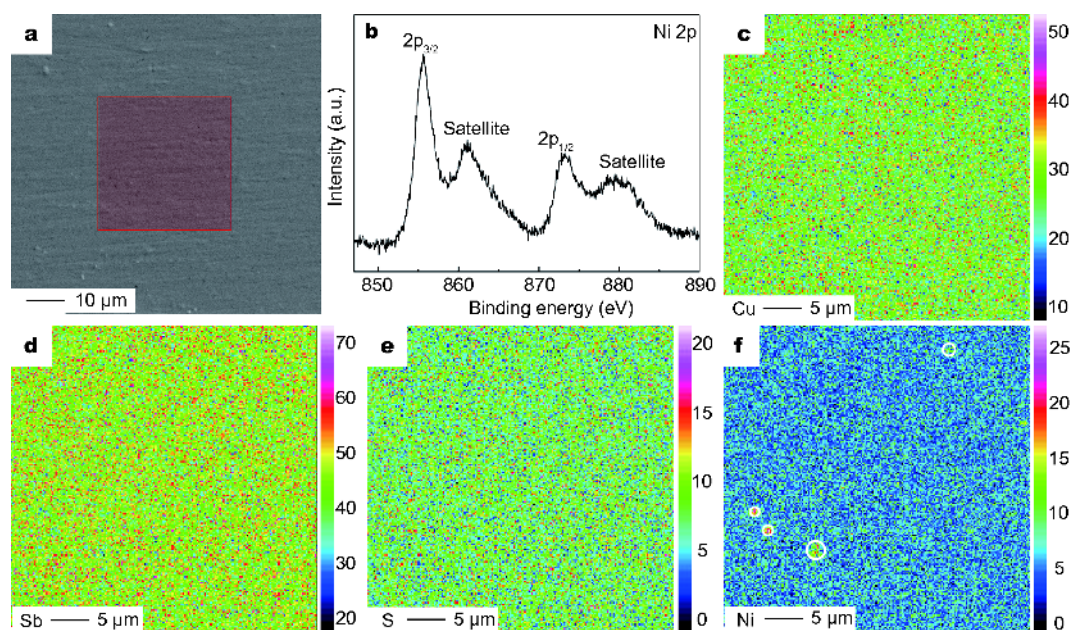 a
10 µm
b
Ni 2p
2p3/2
Satellite
2p1/2
Satellite
Intensity (a.u.)
850 860 870 880 890
Binding energy (eV)
c
50
40
30
20
10
Cu 5 µm
d
70
60
50
40
30
20
Sb 5 µm
e
20
15
10
5
0
S 5 µm
f
25
20
15
10
5
0
Ni 5 µm